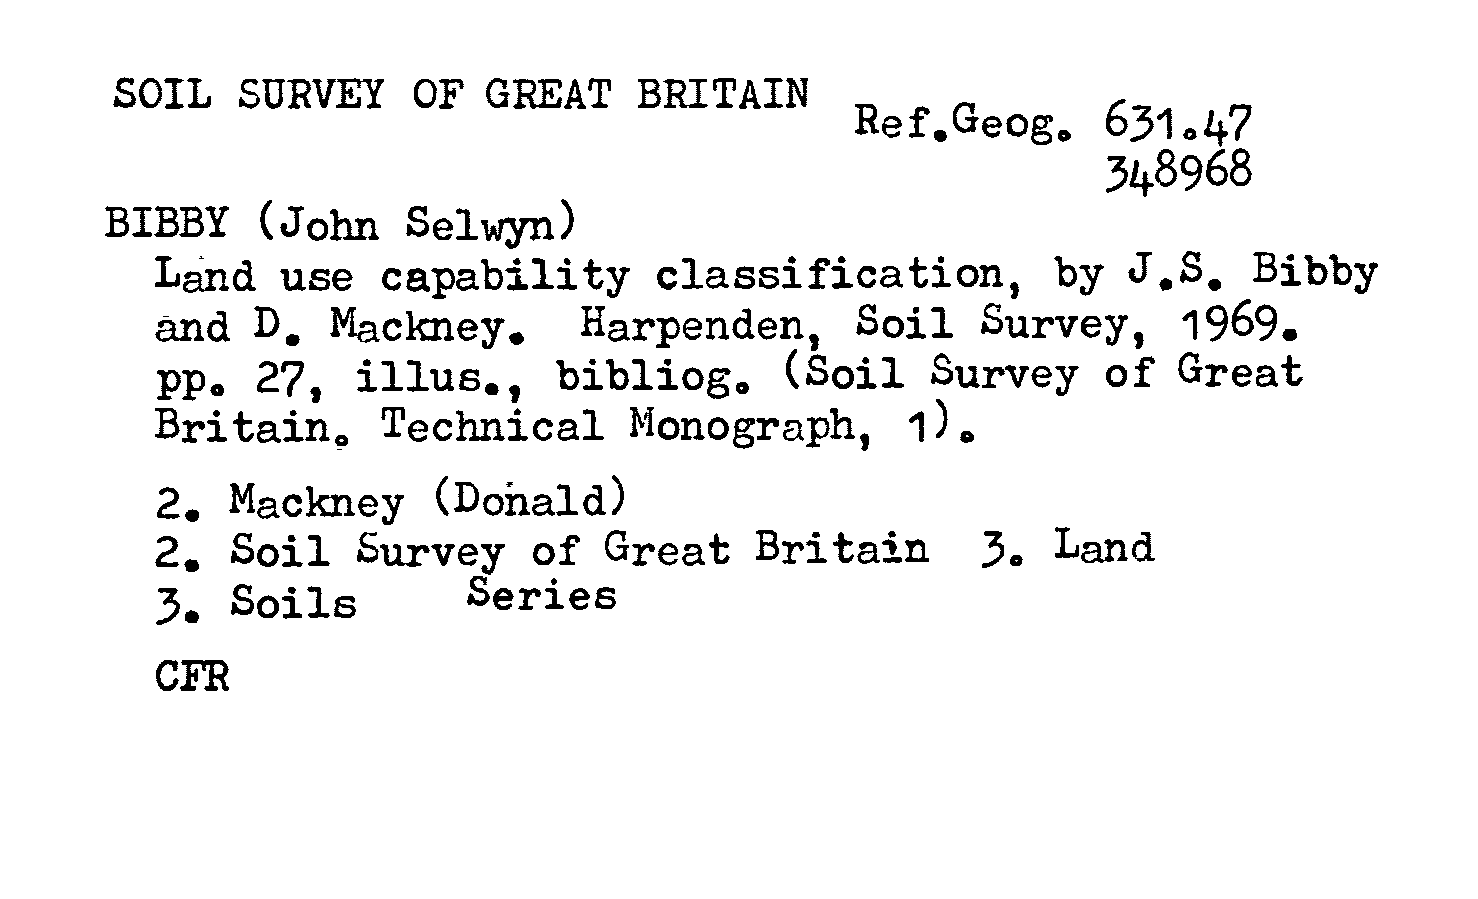 SOIL SURVEY OF GREAT BRITAIN
Ref.Geog. 631.47
348968
BIBBY (John Selwyn)
Land use capability classification, by J.S. Bibby
and D. Mackney. Harpenden, Soil Survey, 1969.
pp. 27, illus., bibliog. (Soil Survey of Great
Britain. Technical Monograph, 1).
2. Mackney (Donald)
2. Soil Survey of Great Britain 3. Land
3. Soils Series
CFR